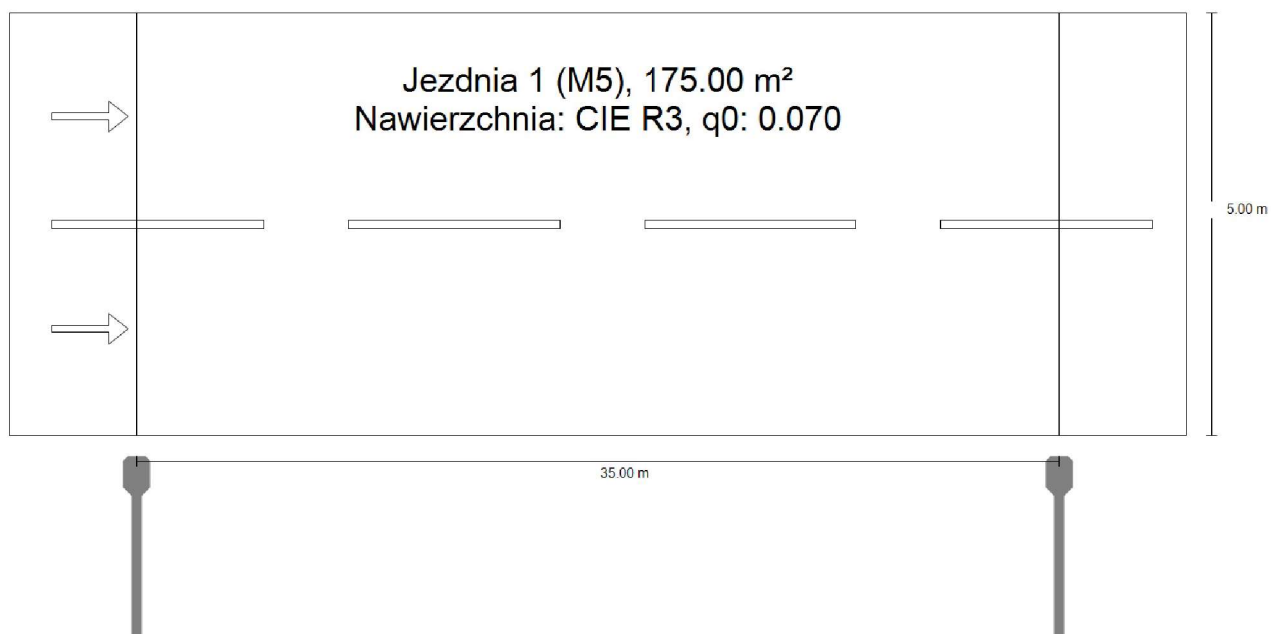 Jezdnia 1 (M5), 175.00 m²
Nawierzchnia: CIE R3, q0: 0.070
5.00 m
35.00 m